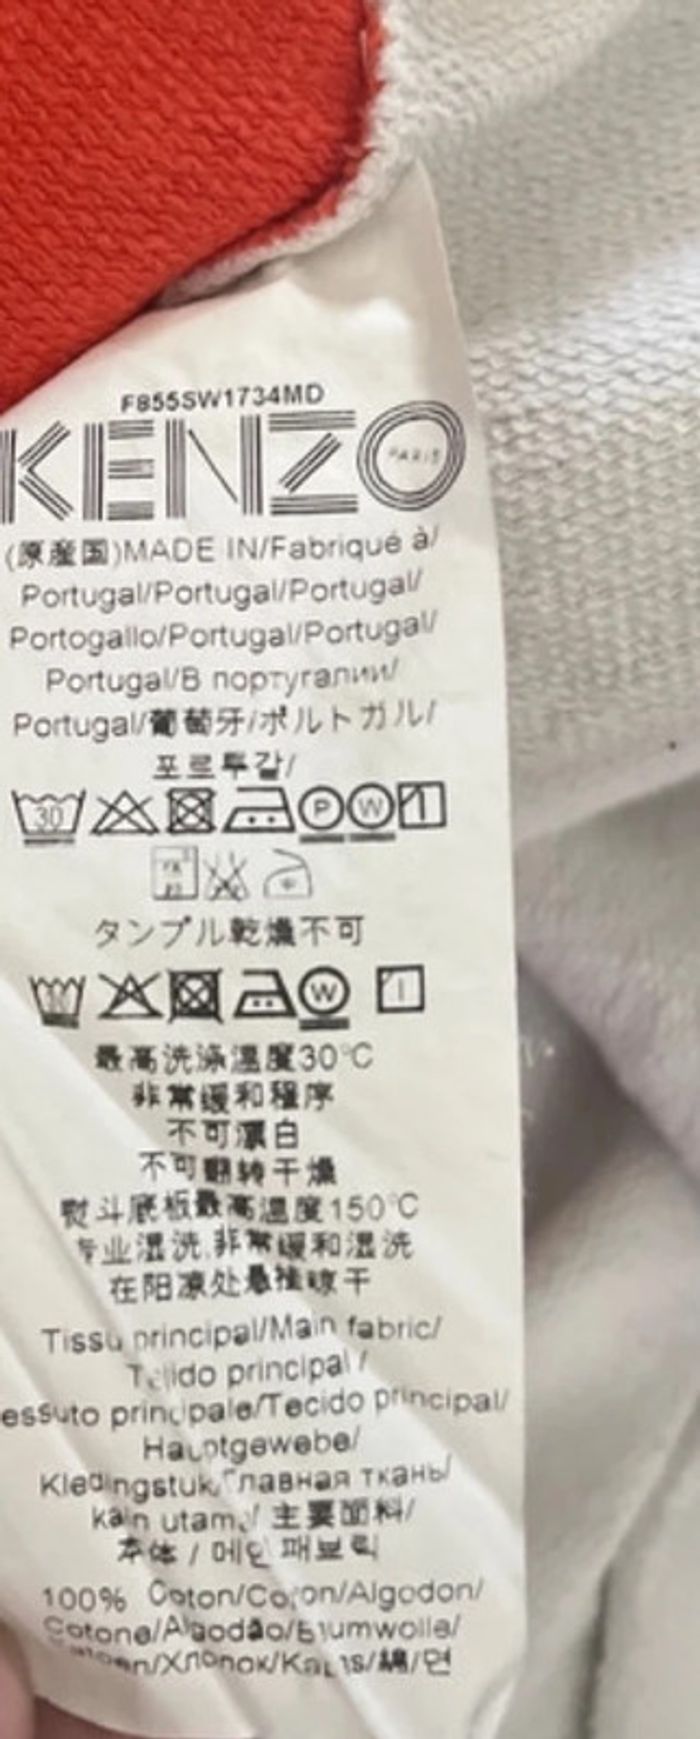 F855SW1734MD
KENZO PARIS
(原産国)MADE IN/Fabriqué à/
Portugal/Portugal/Portugal/
Portogallo/Portugal/Portugal/
Portugal/В португалии/
Portugal/葡萄牙/ポルトガル/
포르투갈/
30 P W
タンブル乾燥不可
W
最高洗涤温度30°C
非常缓和程序
不可漂白
不可翻转干燥
熨斗底板最高温度150°C
专业湿洗,非常缓和湿洗
在阴凉处悬挂晾干
Tissu principal/Main fabric/
Tejido principal/
essuto principale/Tecido principal/
Hauptgewebe/
Kledingstuk/Главная ткань/
kain utama/ 主要面料/
本体 / 메인 패브릭
100% Coton/Cotton/Algodon/
Cotone/Algodão/Baumwolle/
Katoen/Хлопок/Kapas/綿/면